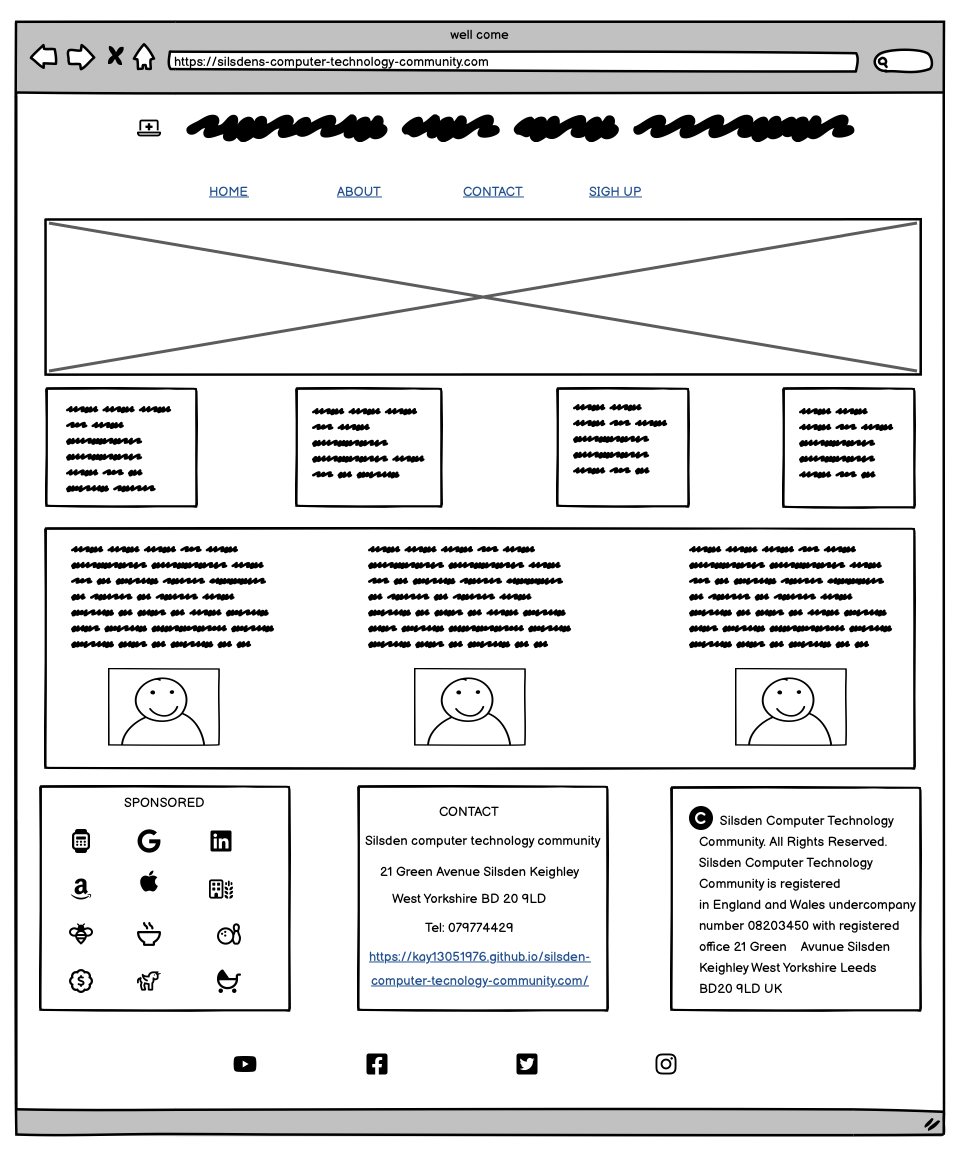 well come
https://silsdens-computer-technology-community.com
HOME ABOUT CONTACT SIGH UP
SPONSORED
CONTACT
Silsden computer technology community
21 Green Avenue Silsden Keighley
West Yorkshire BD 20 9LD
Tel: 079774429
https://kay13051976.github.io/silsden-
computer-tecnology-community.com/
C Silsden Computer Technology
Community. All Rights Reserved.
Silsden Computer Technology
Community is registered
in England and Wales undercompany
number 08203450 with registered
office 21 Green Avunue Silsden
Keighley West Yorkshire Leeds
BD20 9LD UK